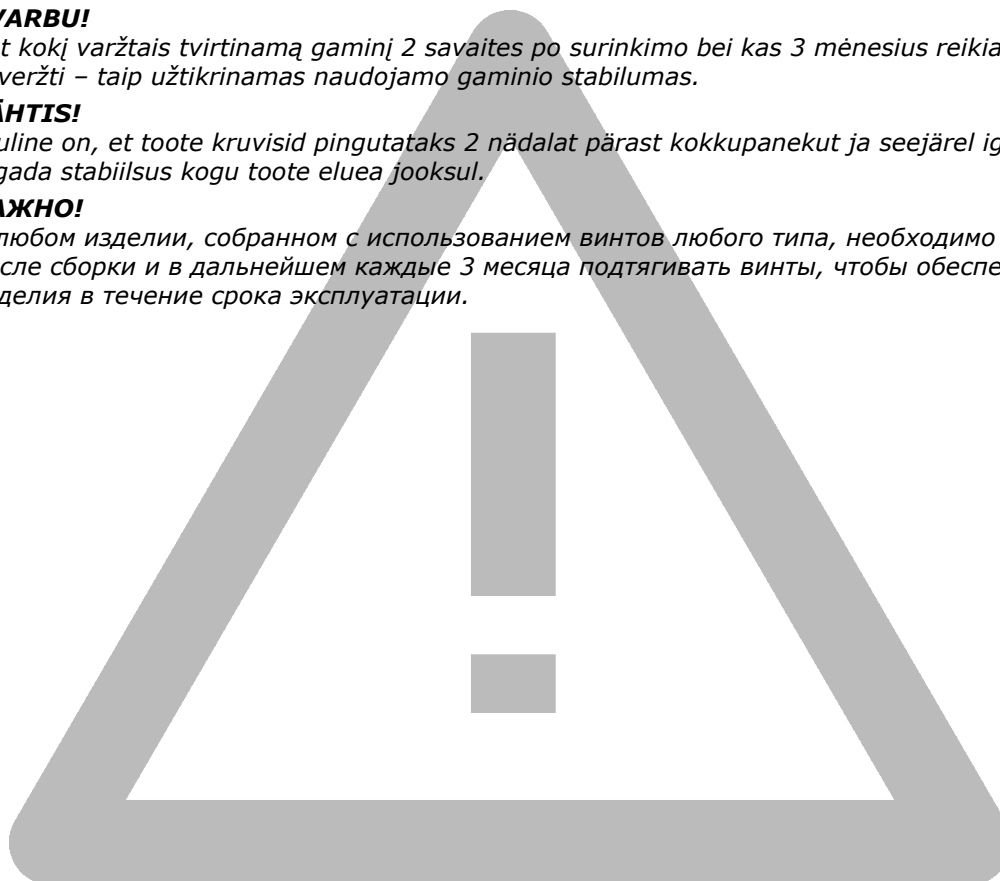 VARBU!
t kokį varžtais tvirtinamą gaminį 2 savaites po surinkimo bei kas 3 mėnesius reikia
veržti – taip užtikrinamas naudojamo gaminio stabilumas.
ÄHTIS!
uline on, et toote kruvisid pingutataks 2 nädalat pärast kokkupanekut ja seejärel ig
gada stabiilsus kogu toote eluea jooksul.
АЖНО!
любом изделии, собранном с использованием винтов любого типа, необходимо
сле сборки и в дальнейшем каждые 3 месяца подтягивать винты, чтобы обеспе
делия в течение срока эксплуатации.